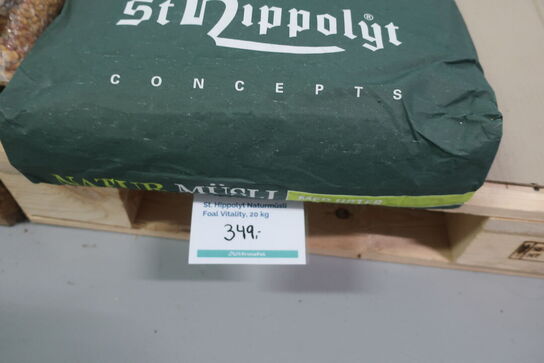 St Hippolyt®
CONCEPTS
NATUR MÜSLI
St. Hippolyt Naturmüsli
Foal Vitality, 20 kg
349,-